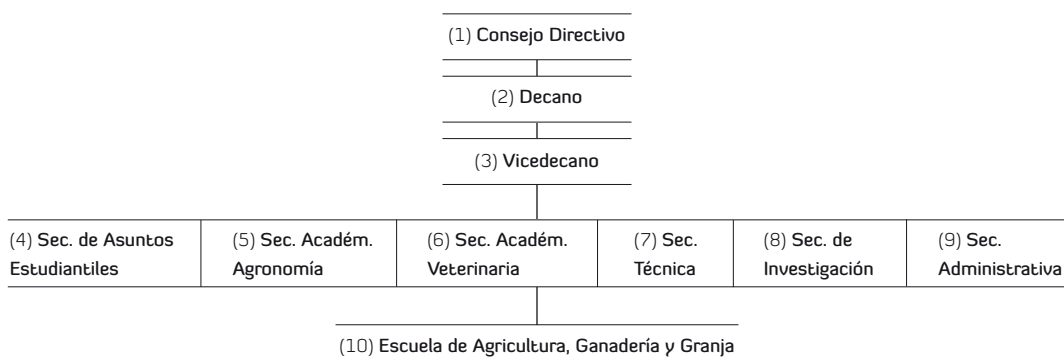 (1) Consejo Directivo
(2) Decano
(3) Vicedecano
(4) Sec. de Asuntos
Estudiantiles
(5) Sec. Académ.
Agronomía
(6) Sec. Académ.
Veterinaria
(7) Sec.
Técnica
(8) Sec. de
Investigación
(9) Sec.
Administrativa
(10) Escuela de Agricultura, Ganadería y Granja